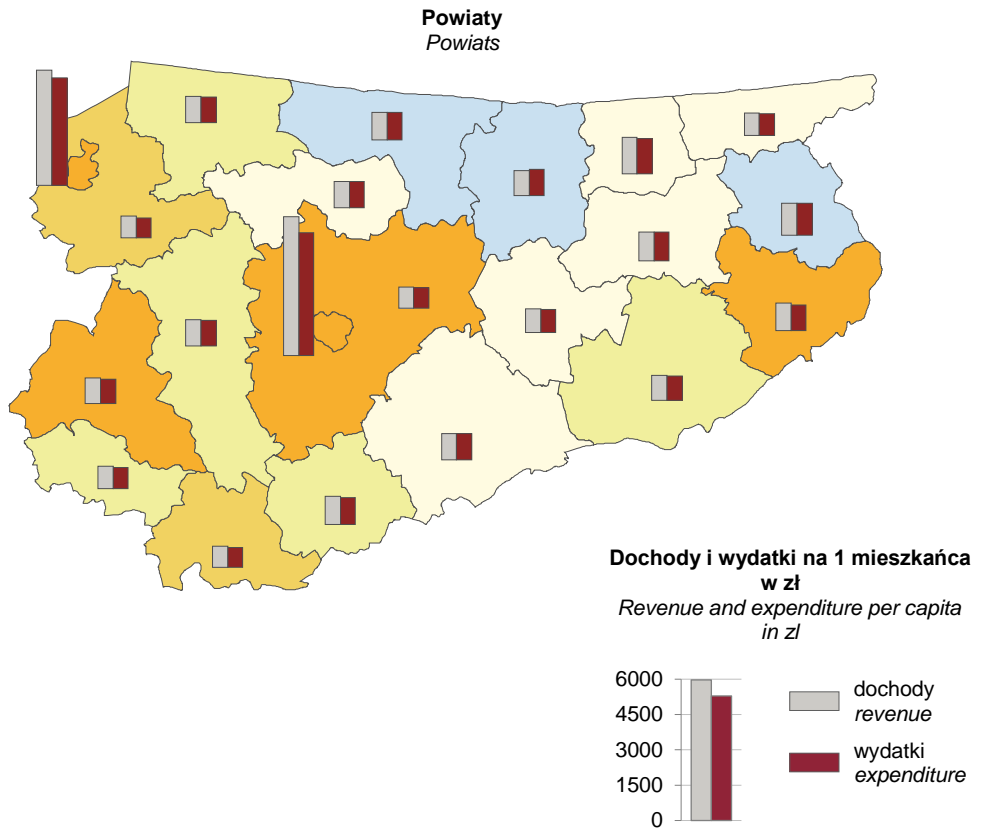 Powiaty
Powiats
Dochody i wydatki na 1 mieszkańca
w zł
Revenue and expenditure per capita
in zl
6000
4500
3000
1500
0
dochody
revenue
wydatki
expenditure